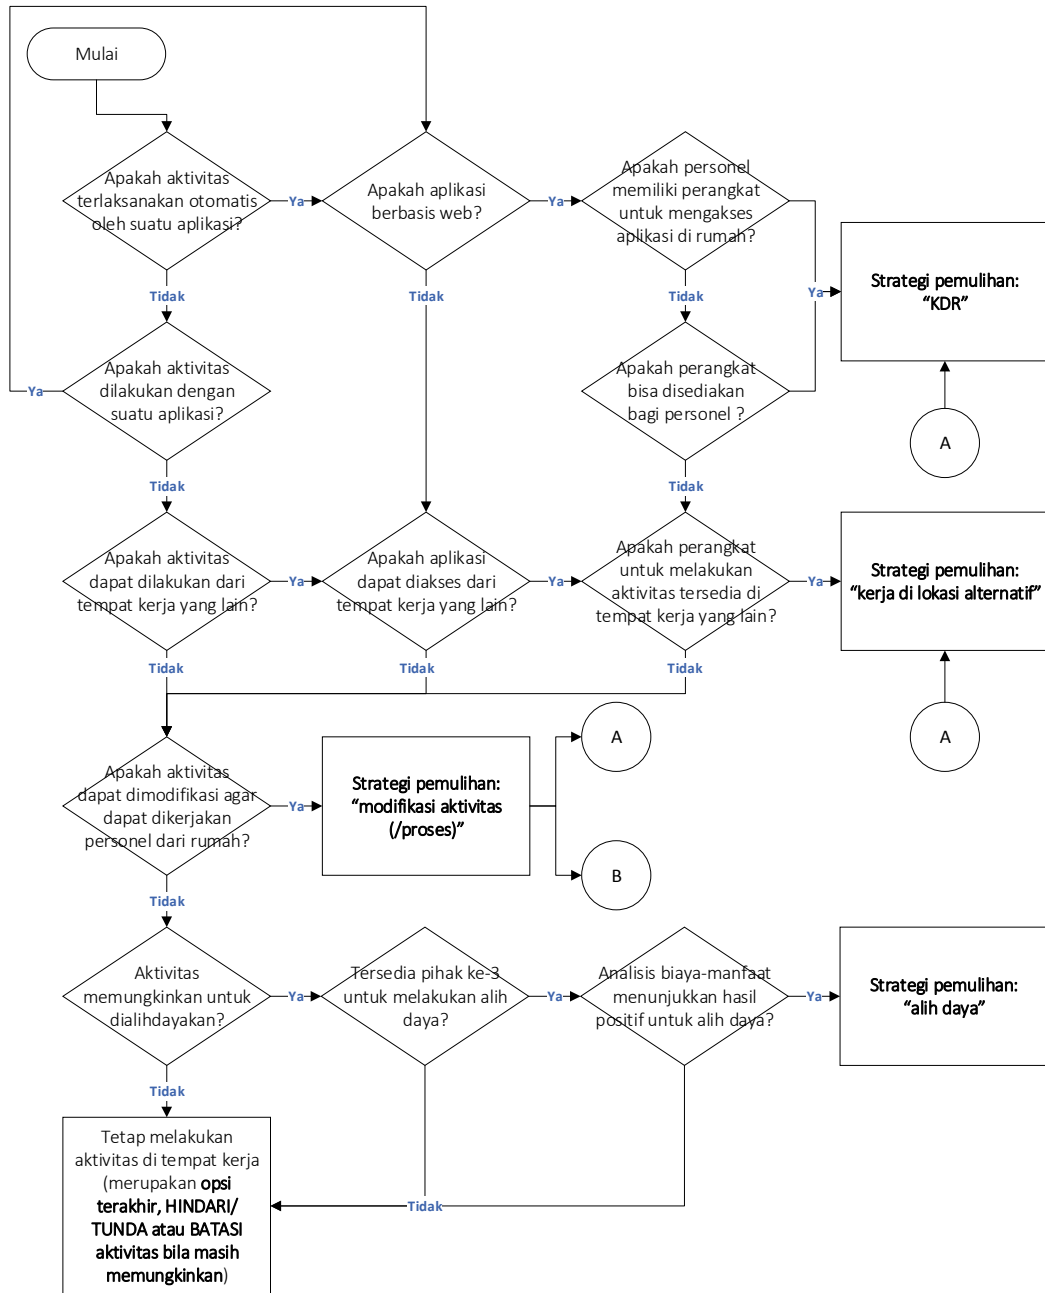 Mulai
Apakah aktivitas
terlaksanakan otomatis
oleh suatu aplikasi?
Ya
Apakah aplikasi
berbasis web?
Ya
Apakah personel
memiliki perangkat
untuk mengakses
aplikasi di rumah?
Ya
Strategi pemulihan:
“KDR”
Tidak
Tidak
Tidak
Ya
Apakah aktivitas
dilakukan dengan
suatu aplikasi?
Apakah perangkat
bisa disediakan
bagi personel ?
A
Tidak
Tidak
Apakah aktivitas
dapat dilakukan dari
tempat kerja yang lain?
Ya
Apakah aplikasi
dapat diakses dari
tempat kerja yang lain?
Ya
Apakah perangkat
untuk melakukan
aktivitas tersedia di
tempat kerja yang lain?
Ya
Strategi pemulihan:
“kerja di lokasi alternatif”
Tidak
Tidak
Tidak
A
Apakah aktivitas
dapat dimodifikasi agar
dapat dikerjakan
personel dari rumah?
Ya
Strategi pemulihan:
“modifikasi aktivitas
(/proses)”
A
B
Tidak
Aktivitas
memungkinkan untuk
dialihdayakan?
Ya
Tersedia pihak ke-3
untuk melakukan alih
daya?
Ya
Analisis biaya-manfaat
menunjukkan hasil
positif untuk alih daya?
Ya
Strategi pemulihan:
“alih daya”
Tidak
Tetap melakukan
aktivitas di tempat kerja
(merupakan opsi
terakhir, HINDARI/
TUNDA atau BATASI
aktivitas bila masih
memungkinkan)
Tidak